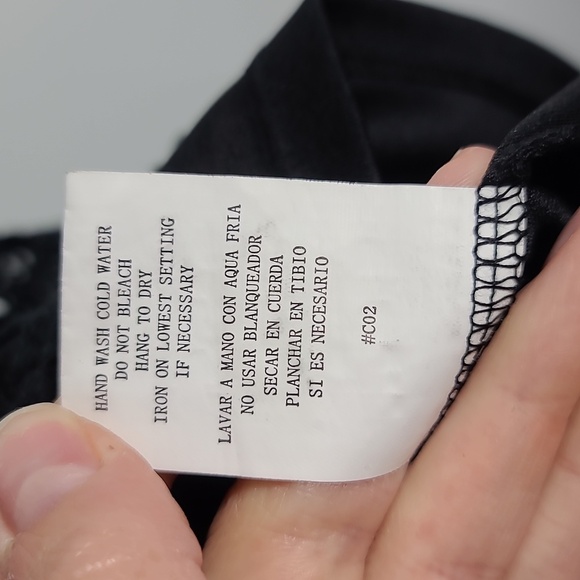 HAND WASH COLD WATER
DO NOT BLEACH
HANG TO DRY
IRON ON LOWEST SETTING
IF NECESSARY
LAVAR A MANO CON AQUA FRIA
NO USAR BLANQUEADOR
SECAR EN CUERDA
PLANCHAR EN TIBIO
SI ES NECESARIO
#C02